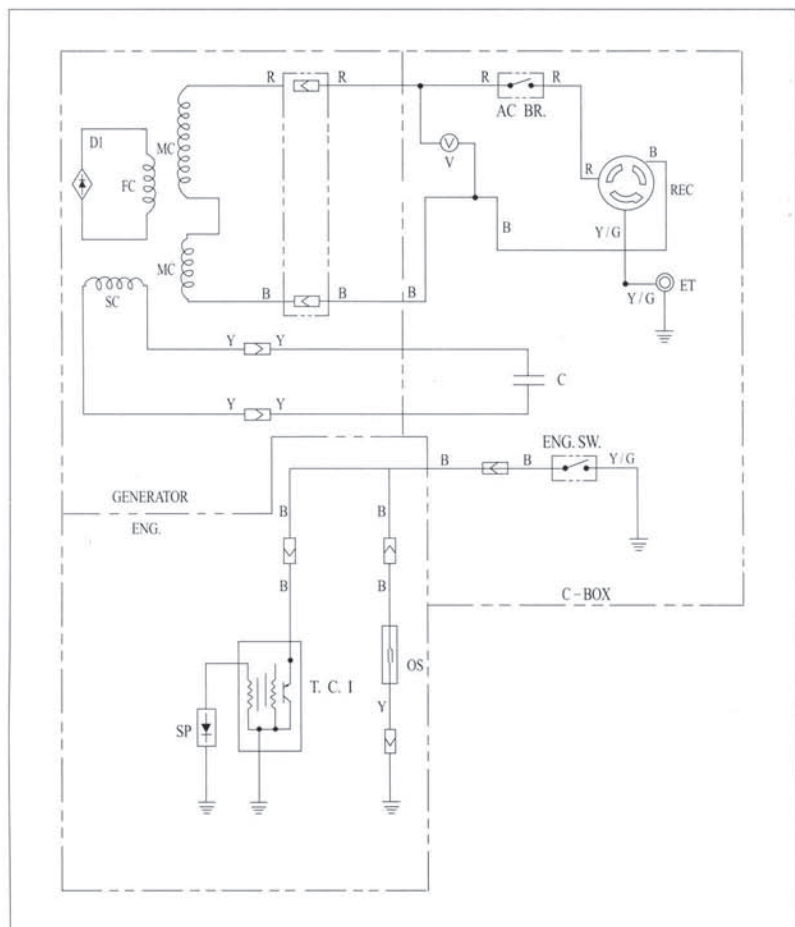 R R R R
AC BR.
D1 MC
V
FC
R B
REC
Y/G
B
MC
Y/G ET
SC
B B B
Y Y
C
Y Y
ENG. SW.
B B Y/G
GENERATOR
ENG.
B B
B B
C-BOX
OS
T. C. I
Y
SP